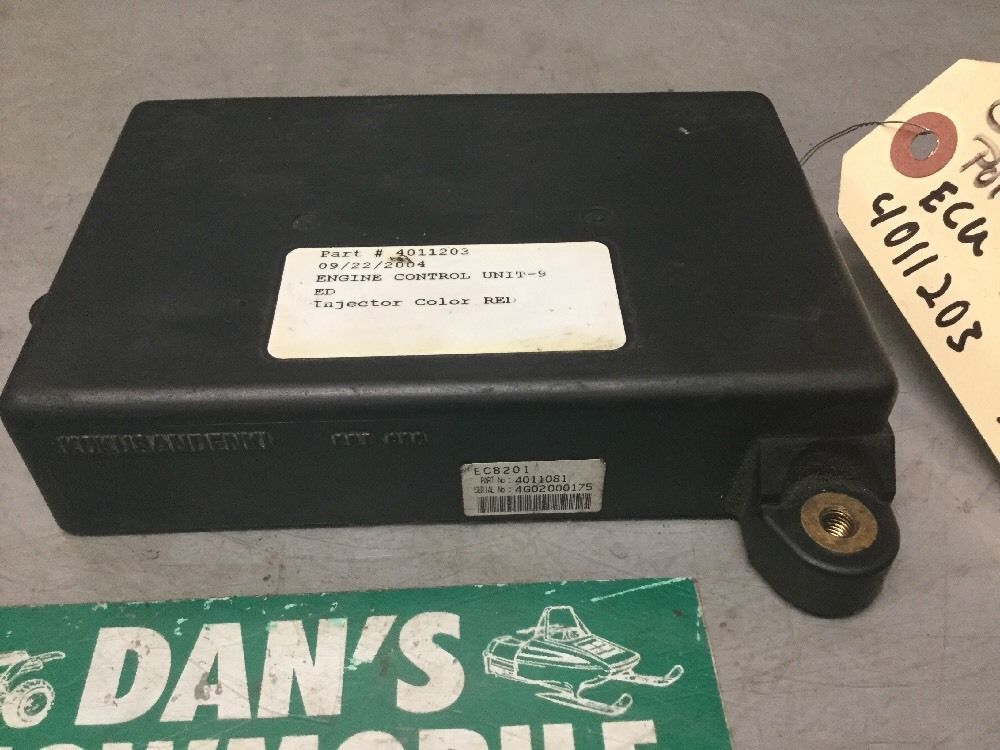 Part # 4011203
09/22/2004
ENGINE CONTROL UNIT-9
ED
Injector Color RED
KOKUSANDENKI
EC8201
PART No: 4011081
SERIAL No: 4G02000175
ECU
4011203
DAN'S